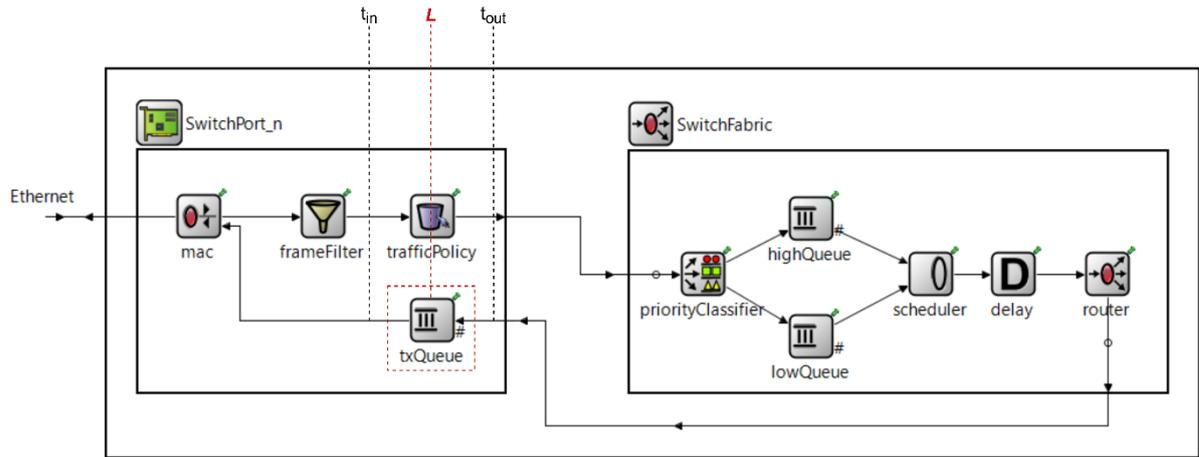 tin L tout
SwitchPort_n
SwitchFabric
Ethernet
mac
frameFilter
trafficPolicy
highQueue
#
priorityClassifier
scheduler
D
delay
router
#
txQueue
#
lowQueue